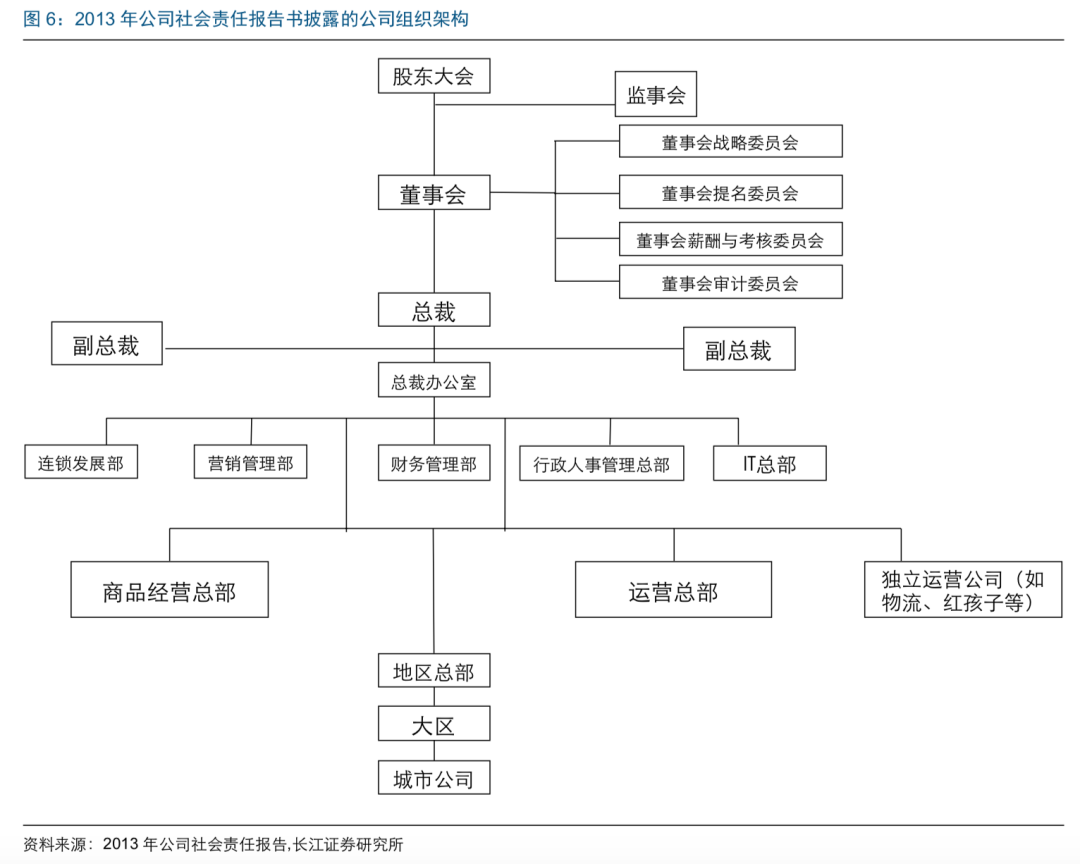 图 6：2013 年公司社会责任报告书披露的公司组织架构
股东大会
监事会
董事会战略委员会
董事会
董事会提名委员会
董事会薪酬与考核委员会
董事会审计委员会
总裁
副总裁
副总裁
总裁办公室
连锁发展部
营销管理部
财务管理部
行政人事管理总部
IT总部
商品经营总部
运营总部
独立运营公司（如
物流、红孩子等）
地区总部
大区
城市公司
资料来源：2013 年公司社会责任报告,长江证券研究所